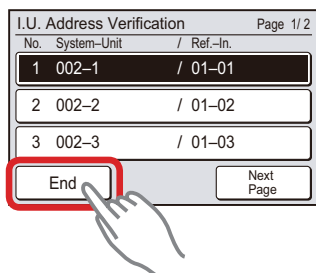 I.U. Address Verification Page 1/2
No. System–Unit / Ref.–In.
1 002–1 / 01–01
2 002–2 / 01–02
3 002–3 / 01–03
End Next
Page